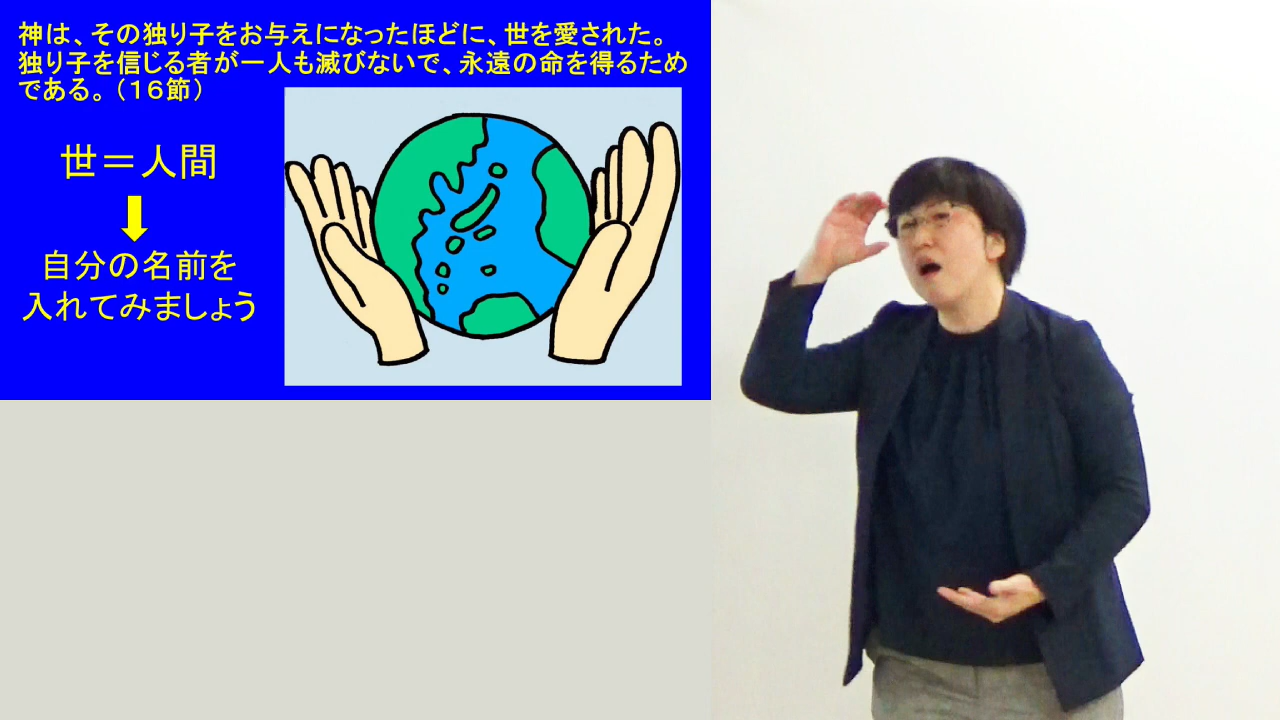 神は、その独り子をお与えになったほどに、世を愛された。
独り子を信じる者が一人も滅びないで、永遠の命を得るため
である。（１６節）
世＝人間
自分の名前を
入れてみましょう